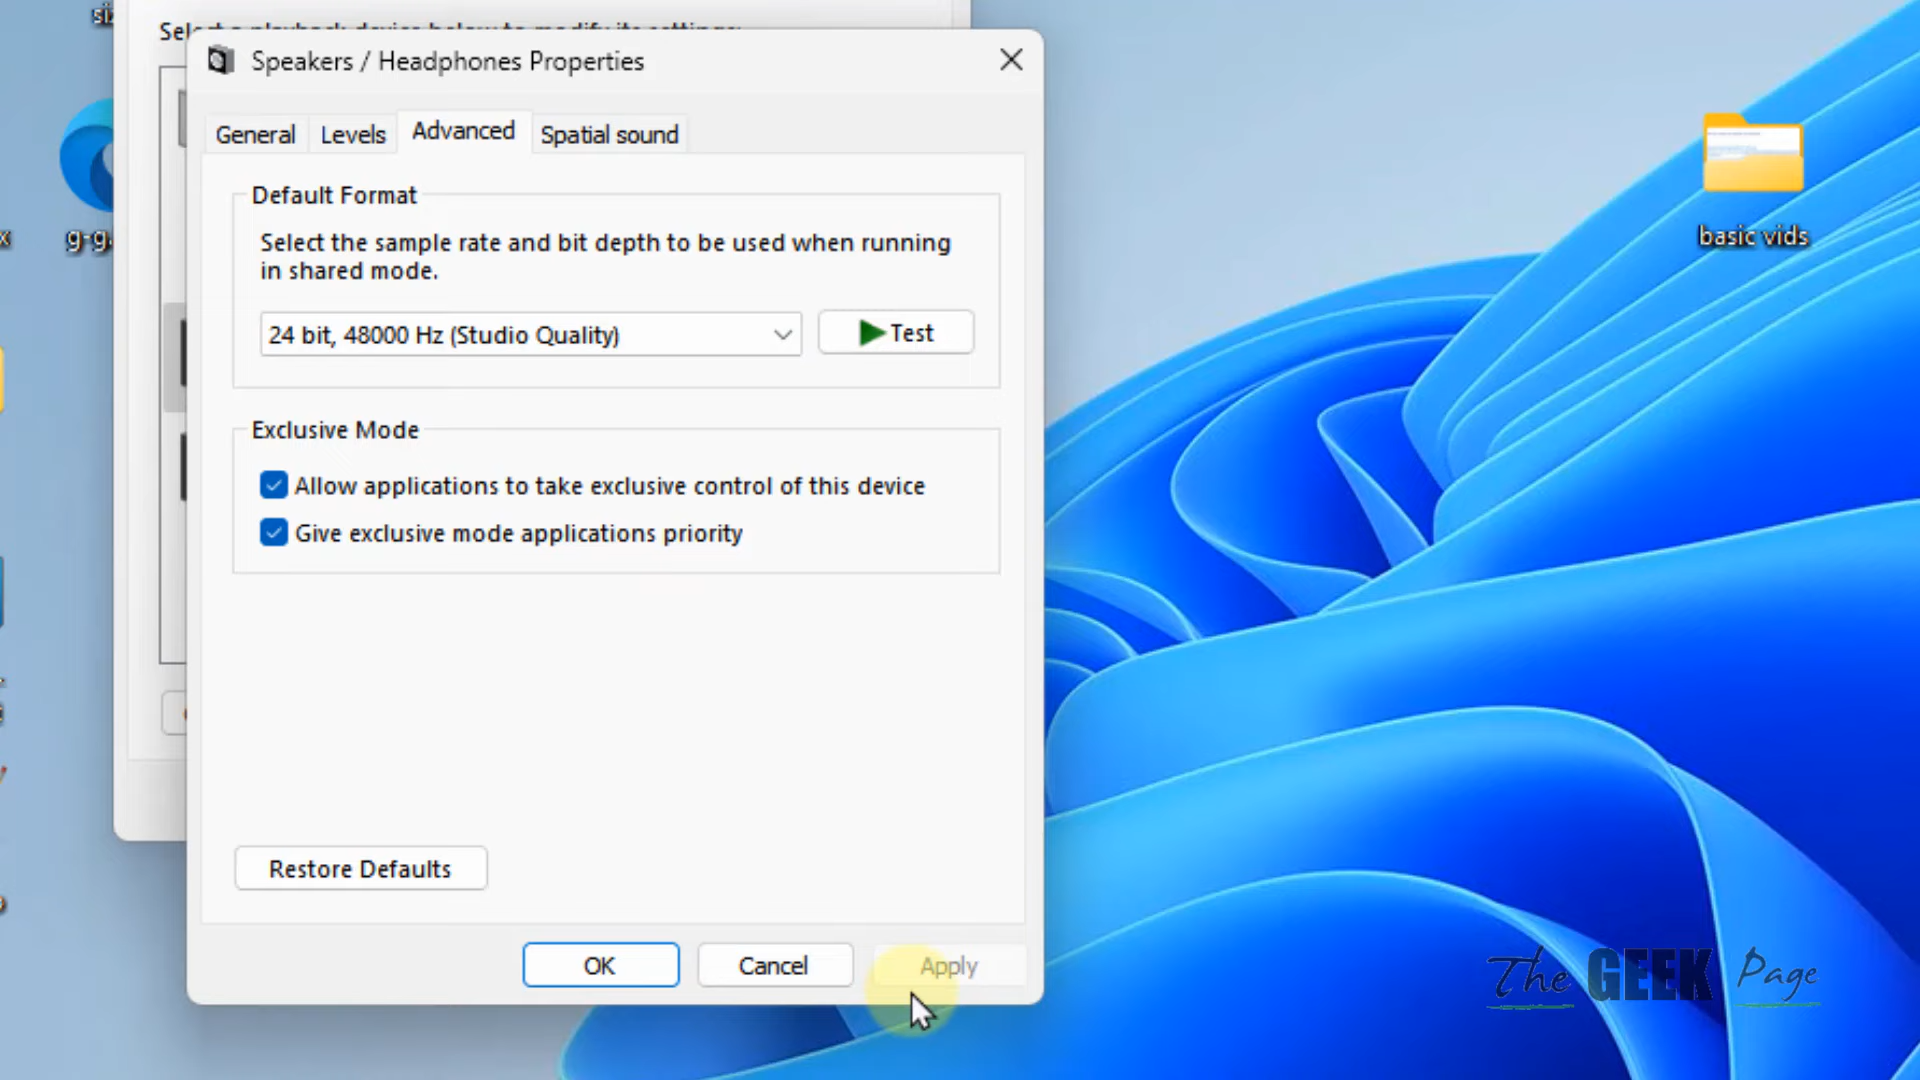 Speakers / Headphones Properties
General Levels Advanced Spatial sound
Default Format
Select the sample rate and bit depth to be used when running
in shared mode.
24 bit, 48000 Hz (Studio Quality)
Test
Exclusive Mode
Allow applications to take exclusive control of this device
Give exclusive mode applications priority
Restore Defaults
OK Cancel Apply
basic vids
The GEEK Page